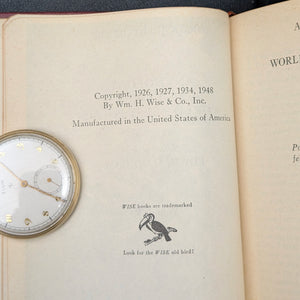 Copyright, 1926, 1927, 1934, 1948
By Wm. H. Wise & Co., Inc.
Manufactured in the United States of America
WISE books are trademarked
Look for the WISE old bird!
A
WORL